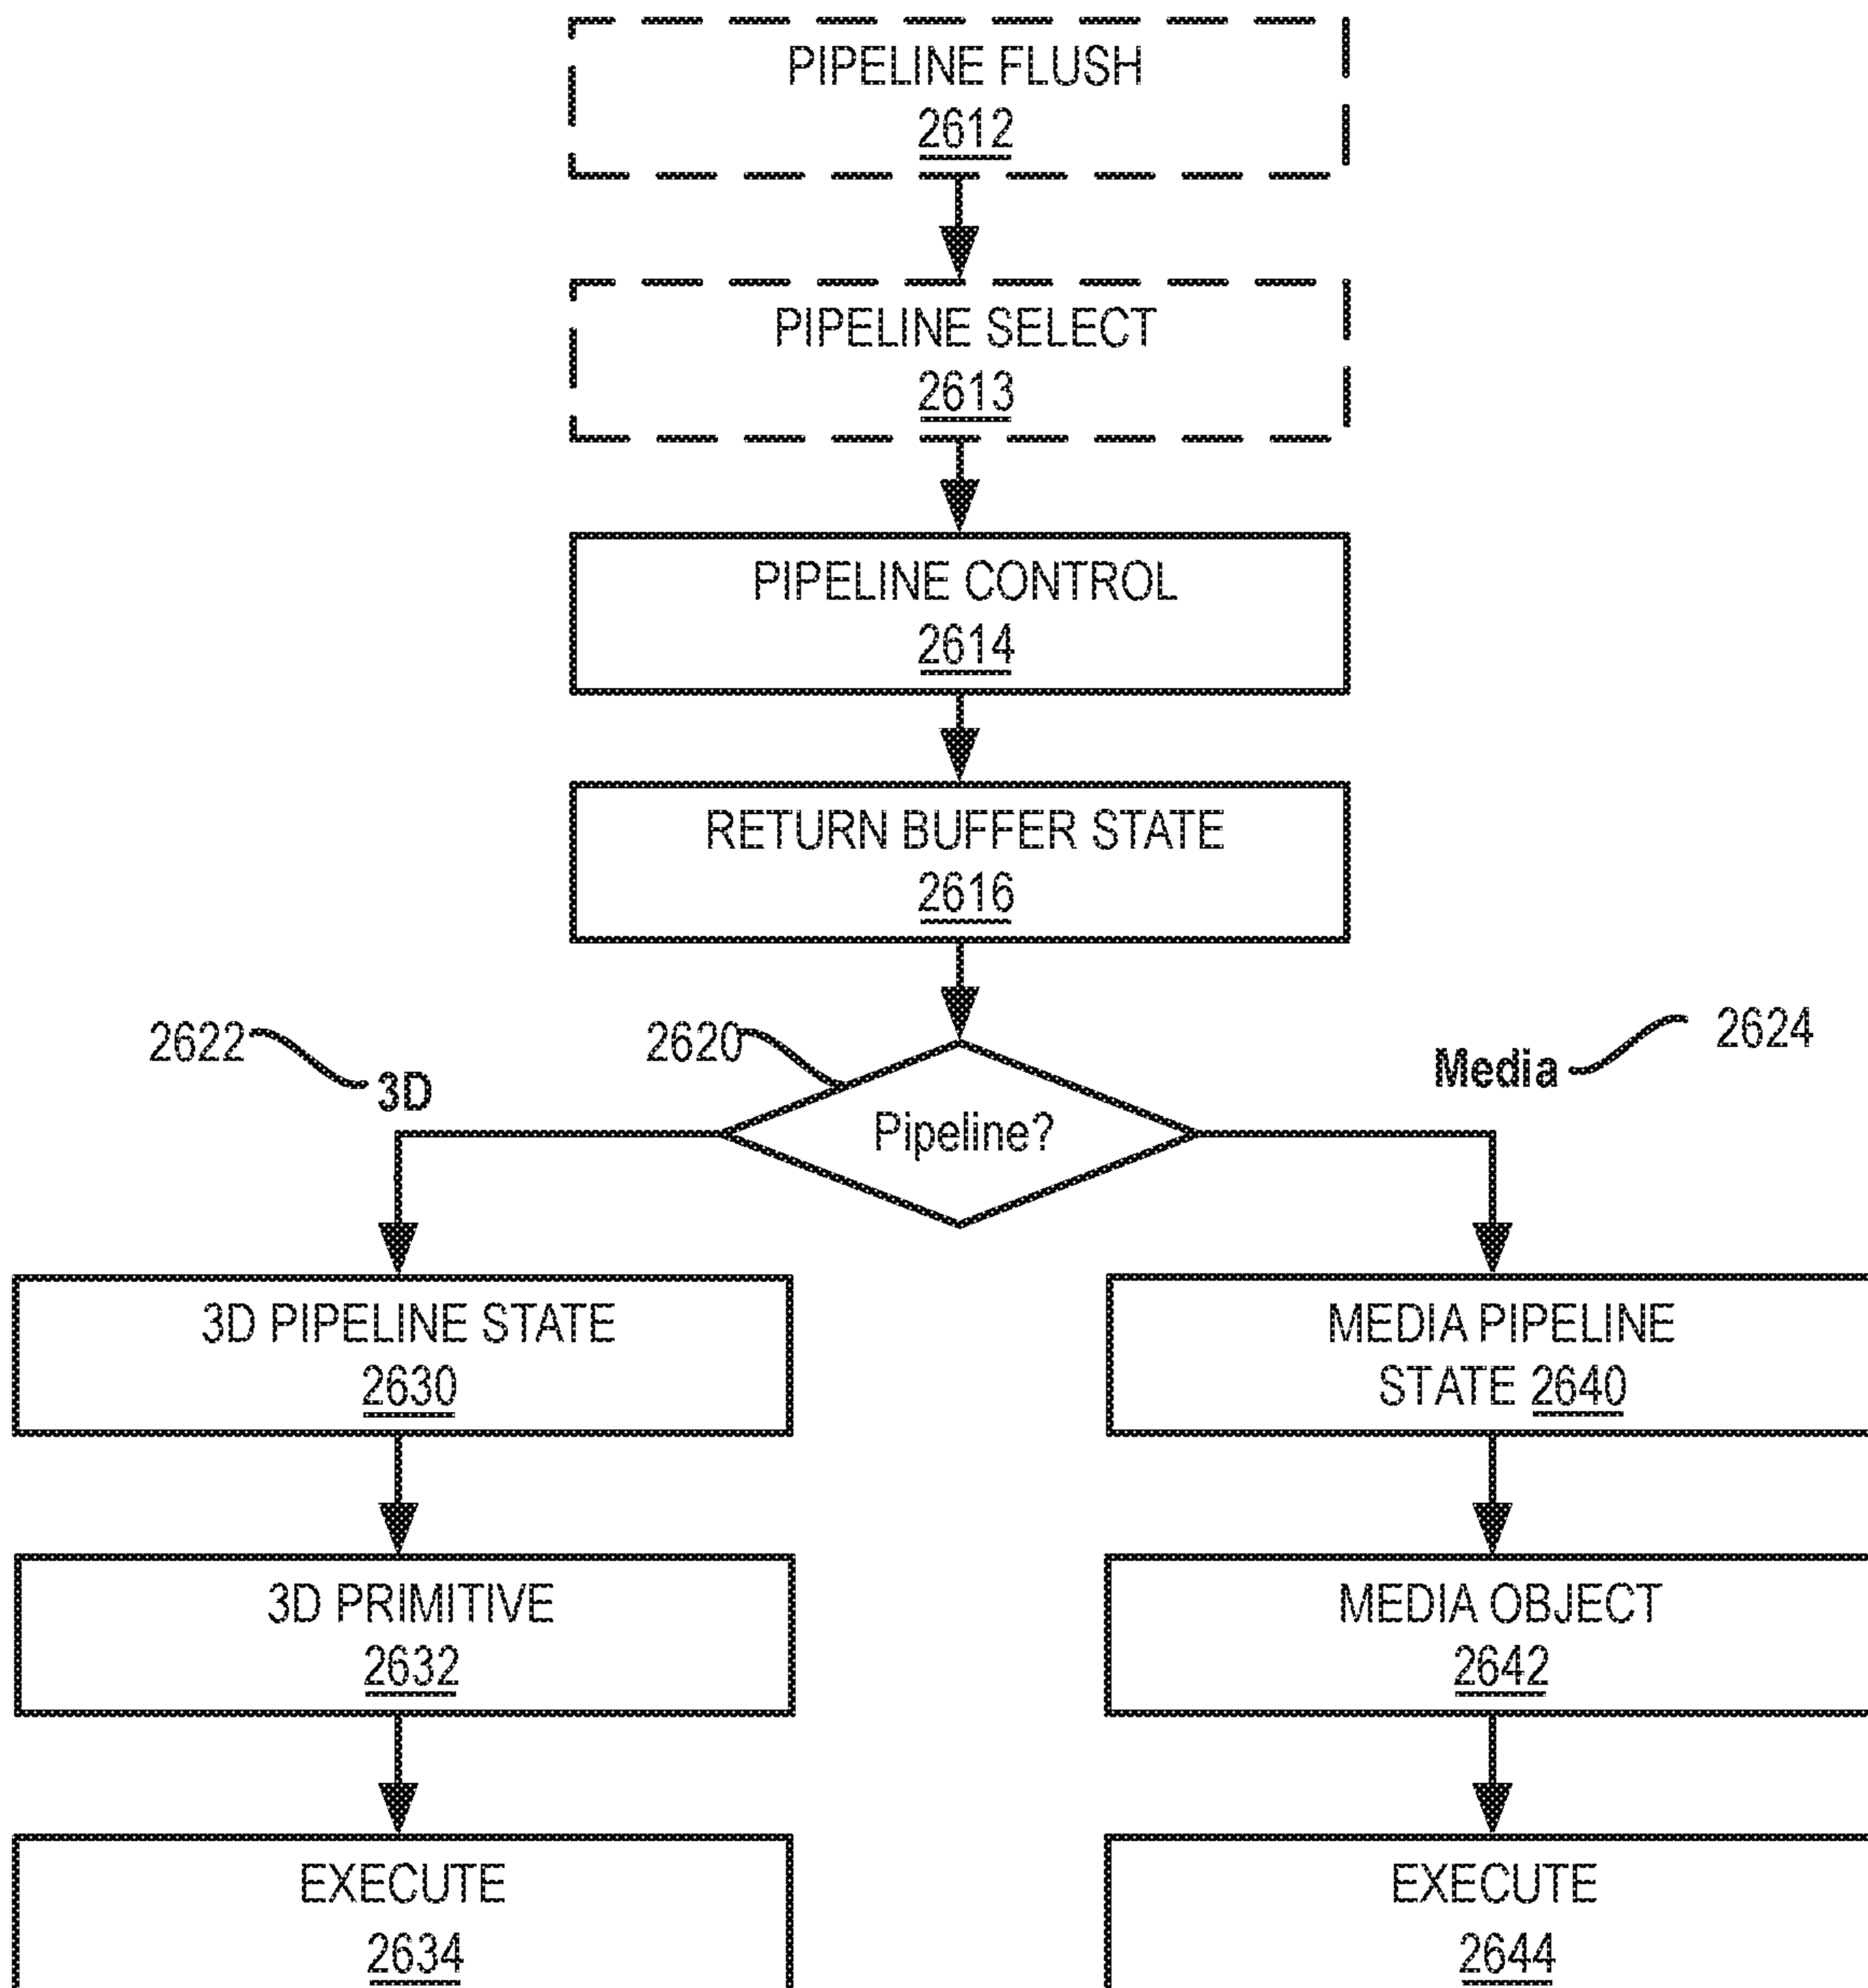 PIPELINE FLUSH
2612
PIPELINE SELECT
2613
PIPELINE CONTROL
2614
RETURN BUFFER STATE
2616
2622
3D
2620
Pipeline?
Media
2624
3D PIPELINE STATE
2630
MEDIA PIPELINE
STATE 2640
3D PRIMITIVE
2632
MEDIA OBJECT
2642
EXECUTE
2634
EXECUTE
2644